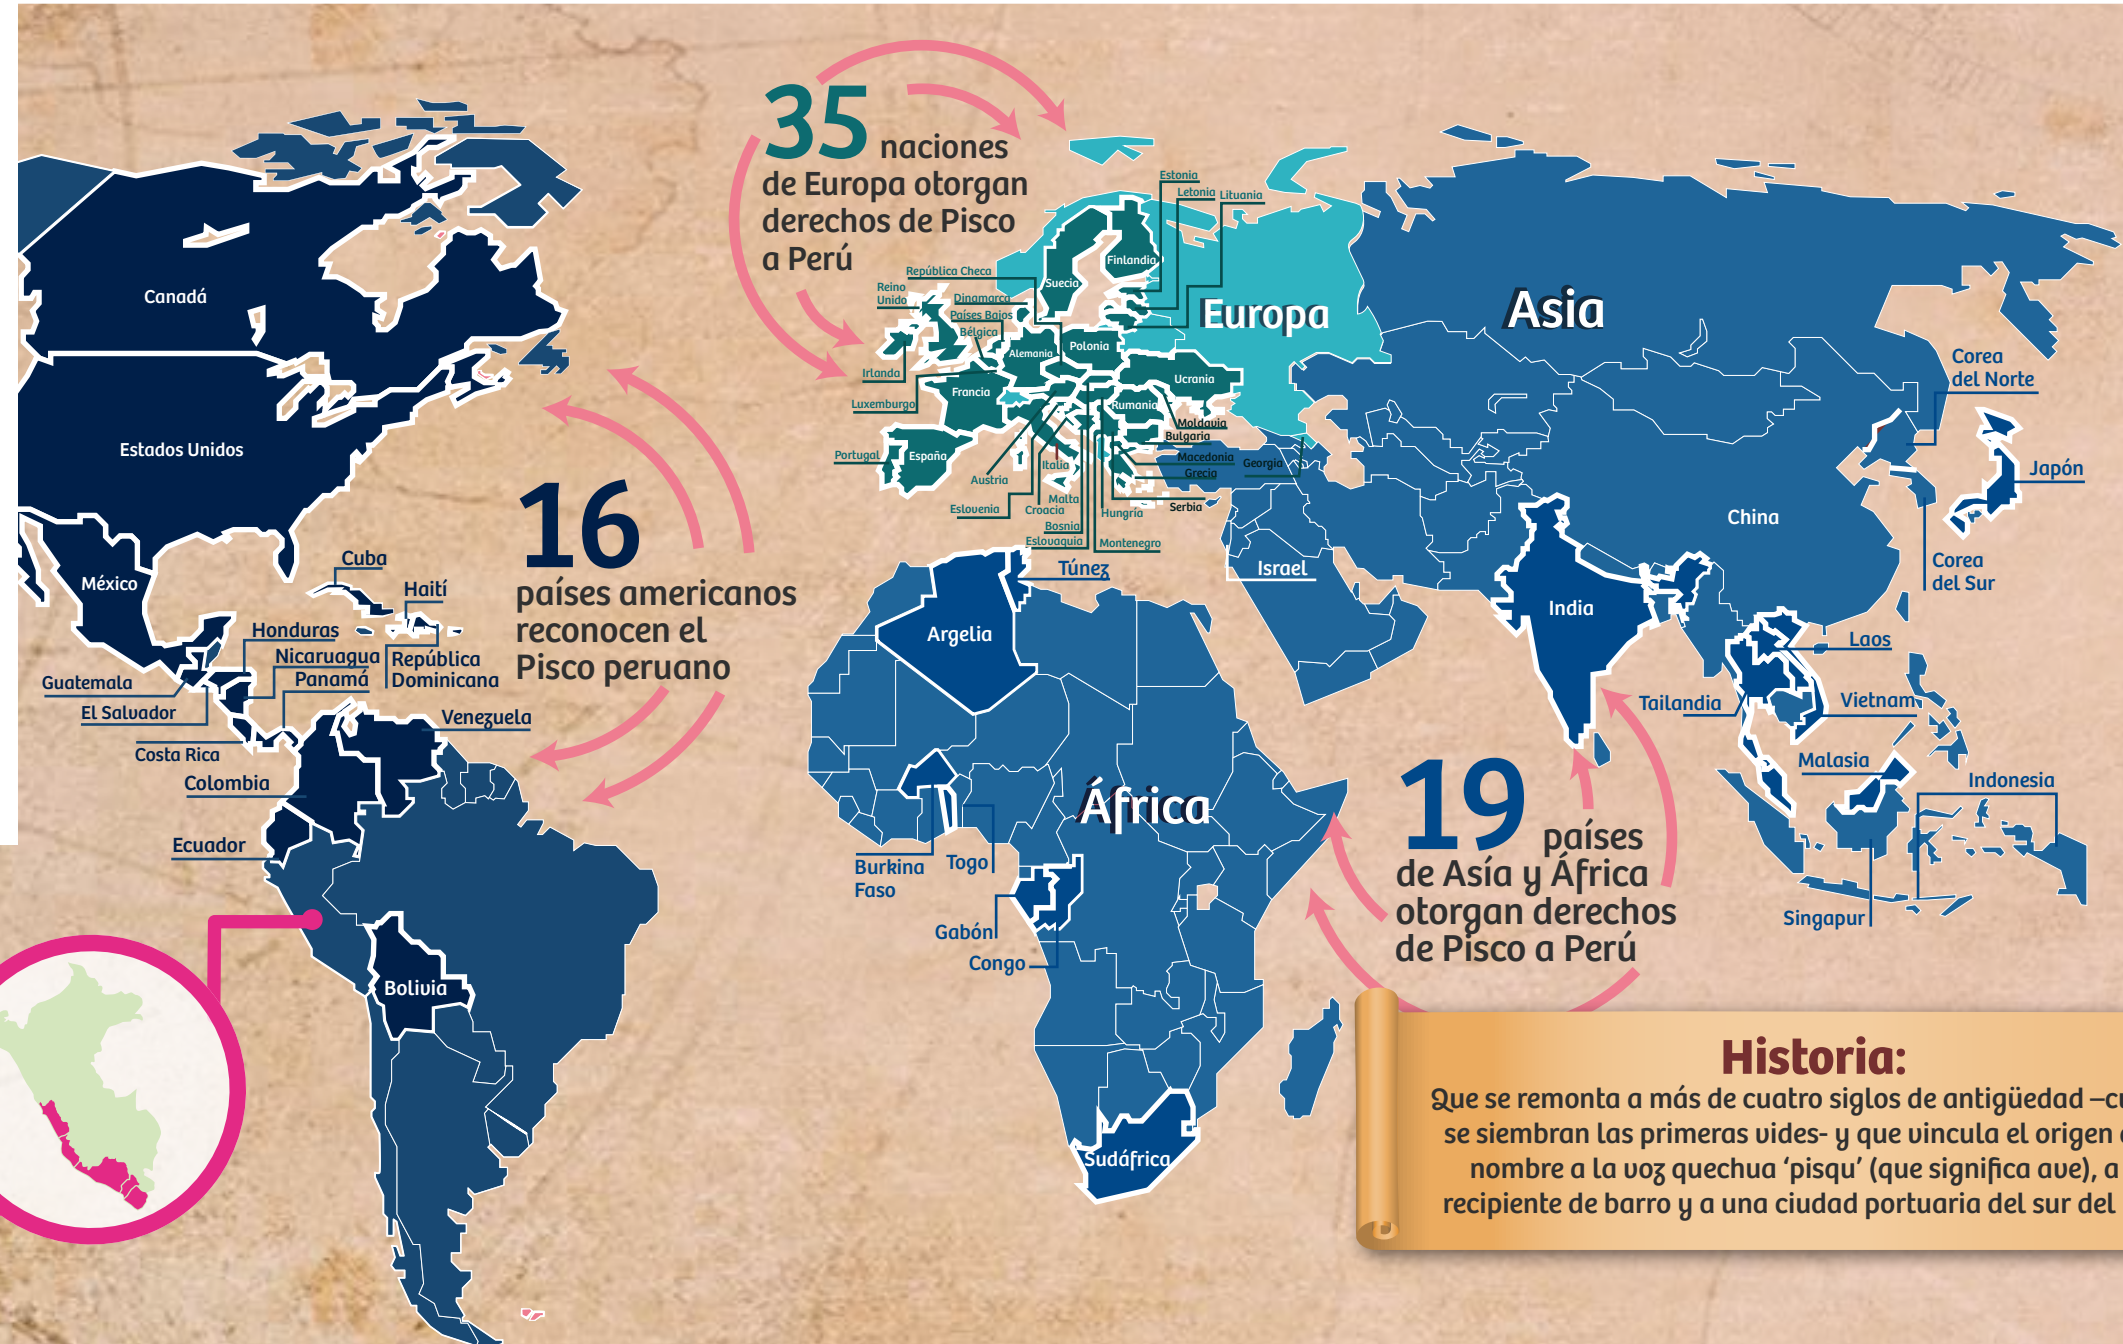 35
naciones
de Europa otorgan
derechos de Pisco
a Perú
Estonia
Letonia
Lituania
República Checa
Reino
Unido
Dinamarca
Países Bajos
Bélgica
Irlanda
Luxemburgo
Suecia
Finlandia
Alemania
Polonia
Francia
Ucrania
Rumania
Moldavia
Bulgaria
Macedonia
Georgia
Grecia
Serbia
Portugal
España
Italia
Austria
Malta
Eslovenia
Croacia
Hungría
Bosnia
Eslovaquia
Montenegro
Europa
Asia
Canadá
Estados Unidos
México
Cuba
Haití
Honduras
Nicaruagua
Panamá
República
Dominicana
Guatemala
El Salvador
Costa Rica
Venezuela
Colombia
Ecuador
Bolivia
16
países americanos
reconocen el
Pisco peruano
Túnez
Argelia
África
Burkina
Faso
Togo
Gabón
Congo
Sudáfrica
Israel
China
India
Corea
del Norte
Japón
Corea
del Sur
Laos
Tailandia
Vietnam
Malasia
Indonesia
Singapur
19
países
de Asía y África
otorgan derechos
de Pisco a Perú
Historia:
Que se remonta a más de cuatro siglos de antigüedad –cu
se siembran las primeras vides- y que vincula el origen
nombre a la voz quechua ‘pisqu’ (que significa ave), a
recipiente de barro y a una ciudad portuaria del sur del